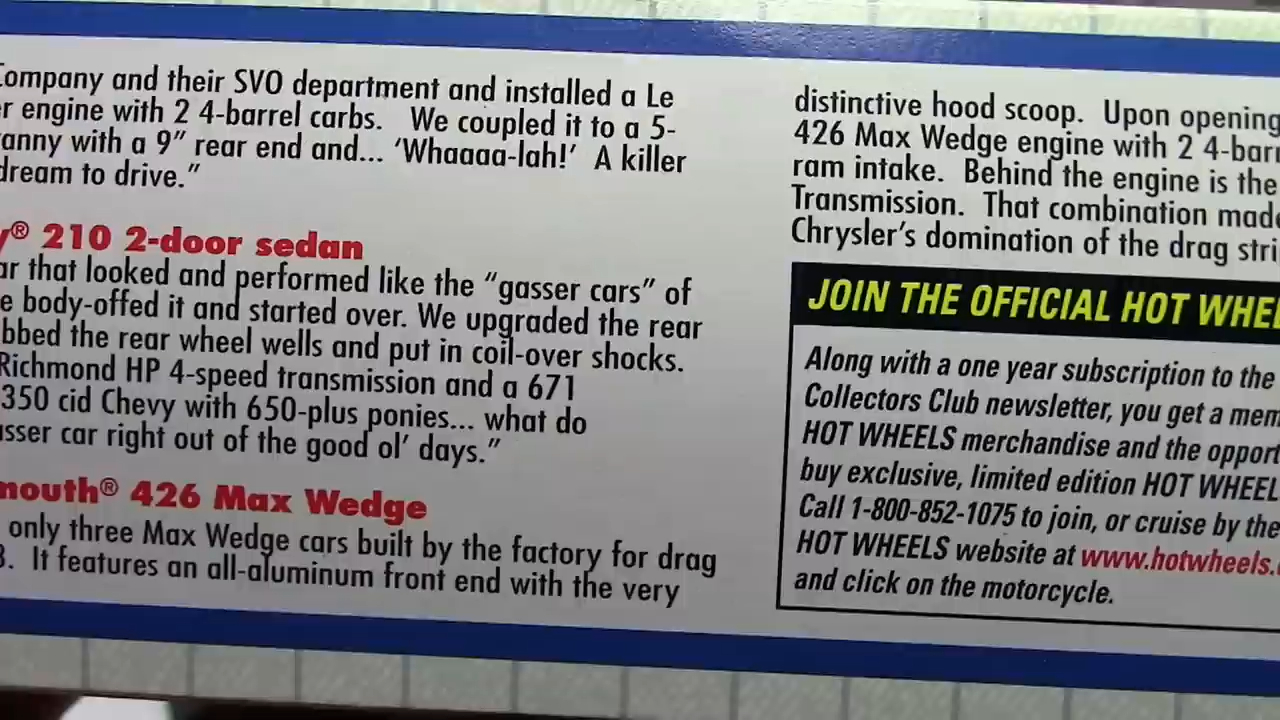 Company and their SVO department and installed a Le
er engine with 2 4-barrel carbs. We coupled it to a 5-
anny with a 9” rear end and... ‘Whaaaa-lah!’ A killer
dream to drive.”
y® 210 2-door sedan
ar that looked and performed like the “gasser cars” of
e body-offed it and started over. We upgraded the rear
bbed the rear wheel wells and put in coil-over shocks.
Richmond HP 4-speed transmission and a 671
350 cid Chevy with 650-plus ponies... what do
asser car right out of the good ol’ days.”
mouth® 426 Max Wedge
only three Max Wedge cars built by the factory for drag
3. It features an all-aluminum front end with the very
distinctive hood scoop. Upon opening
426 Max Wedge engine with 2 4-barr
ram intake. Behind the engine is the
Transmission. That combination made
Chrysler’s domination of the drag stri
JOIN THE OFFICIAL HOT WHEE
Along with a one year subscription to the
Collectors Club newsletter, you get a mem
HOT WHEELS merchandise and the opport
buy exclusive, limited edition HOT WHEEL
Call 1-800-852-1075 to join, or cruise by the
HOT WHEELS website at www.hotwheels.
and click on the motorcycle.